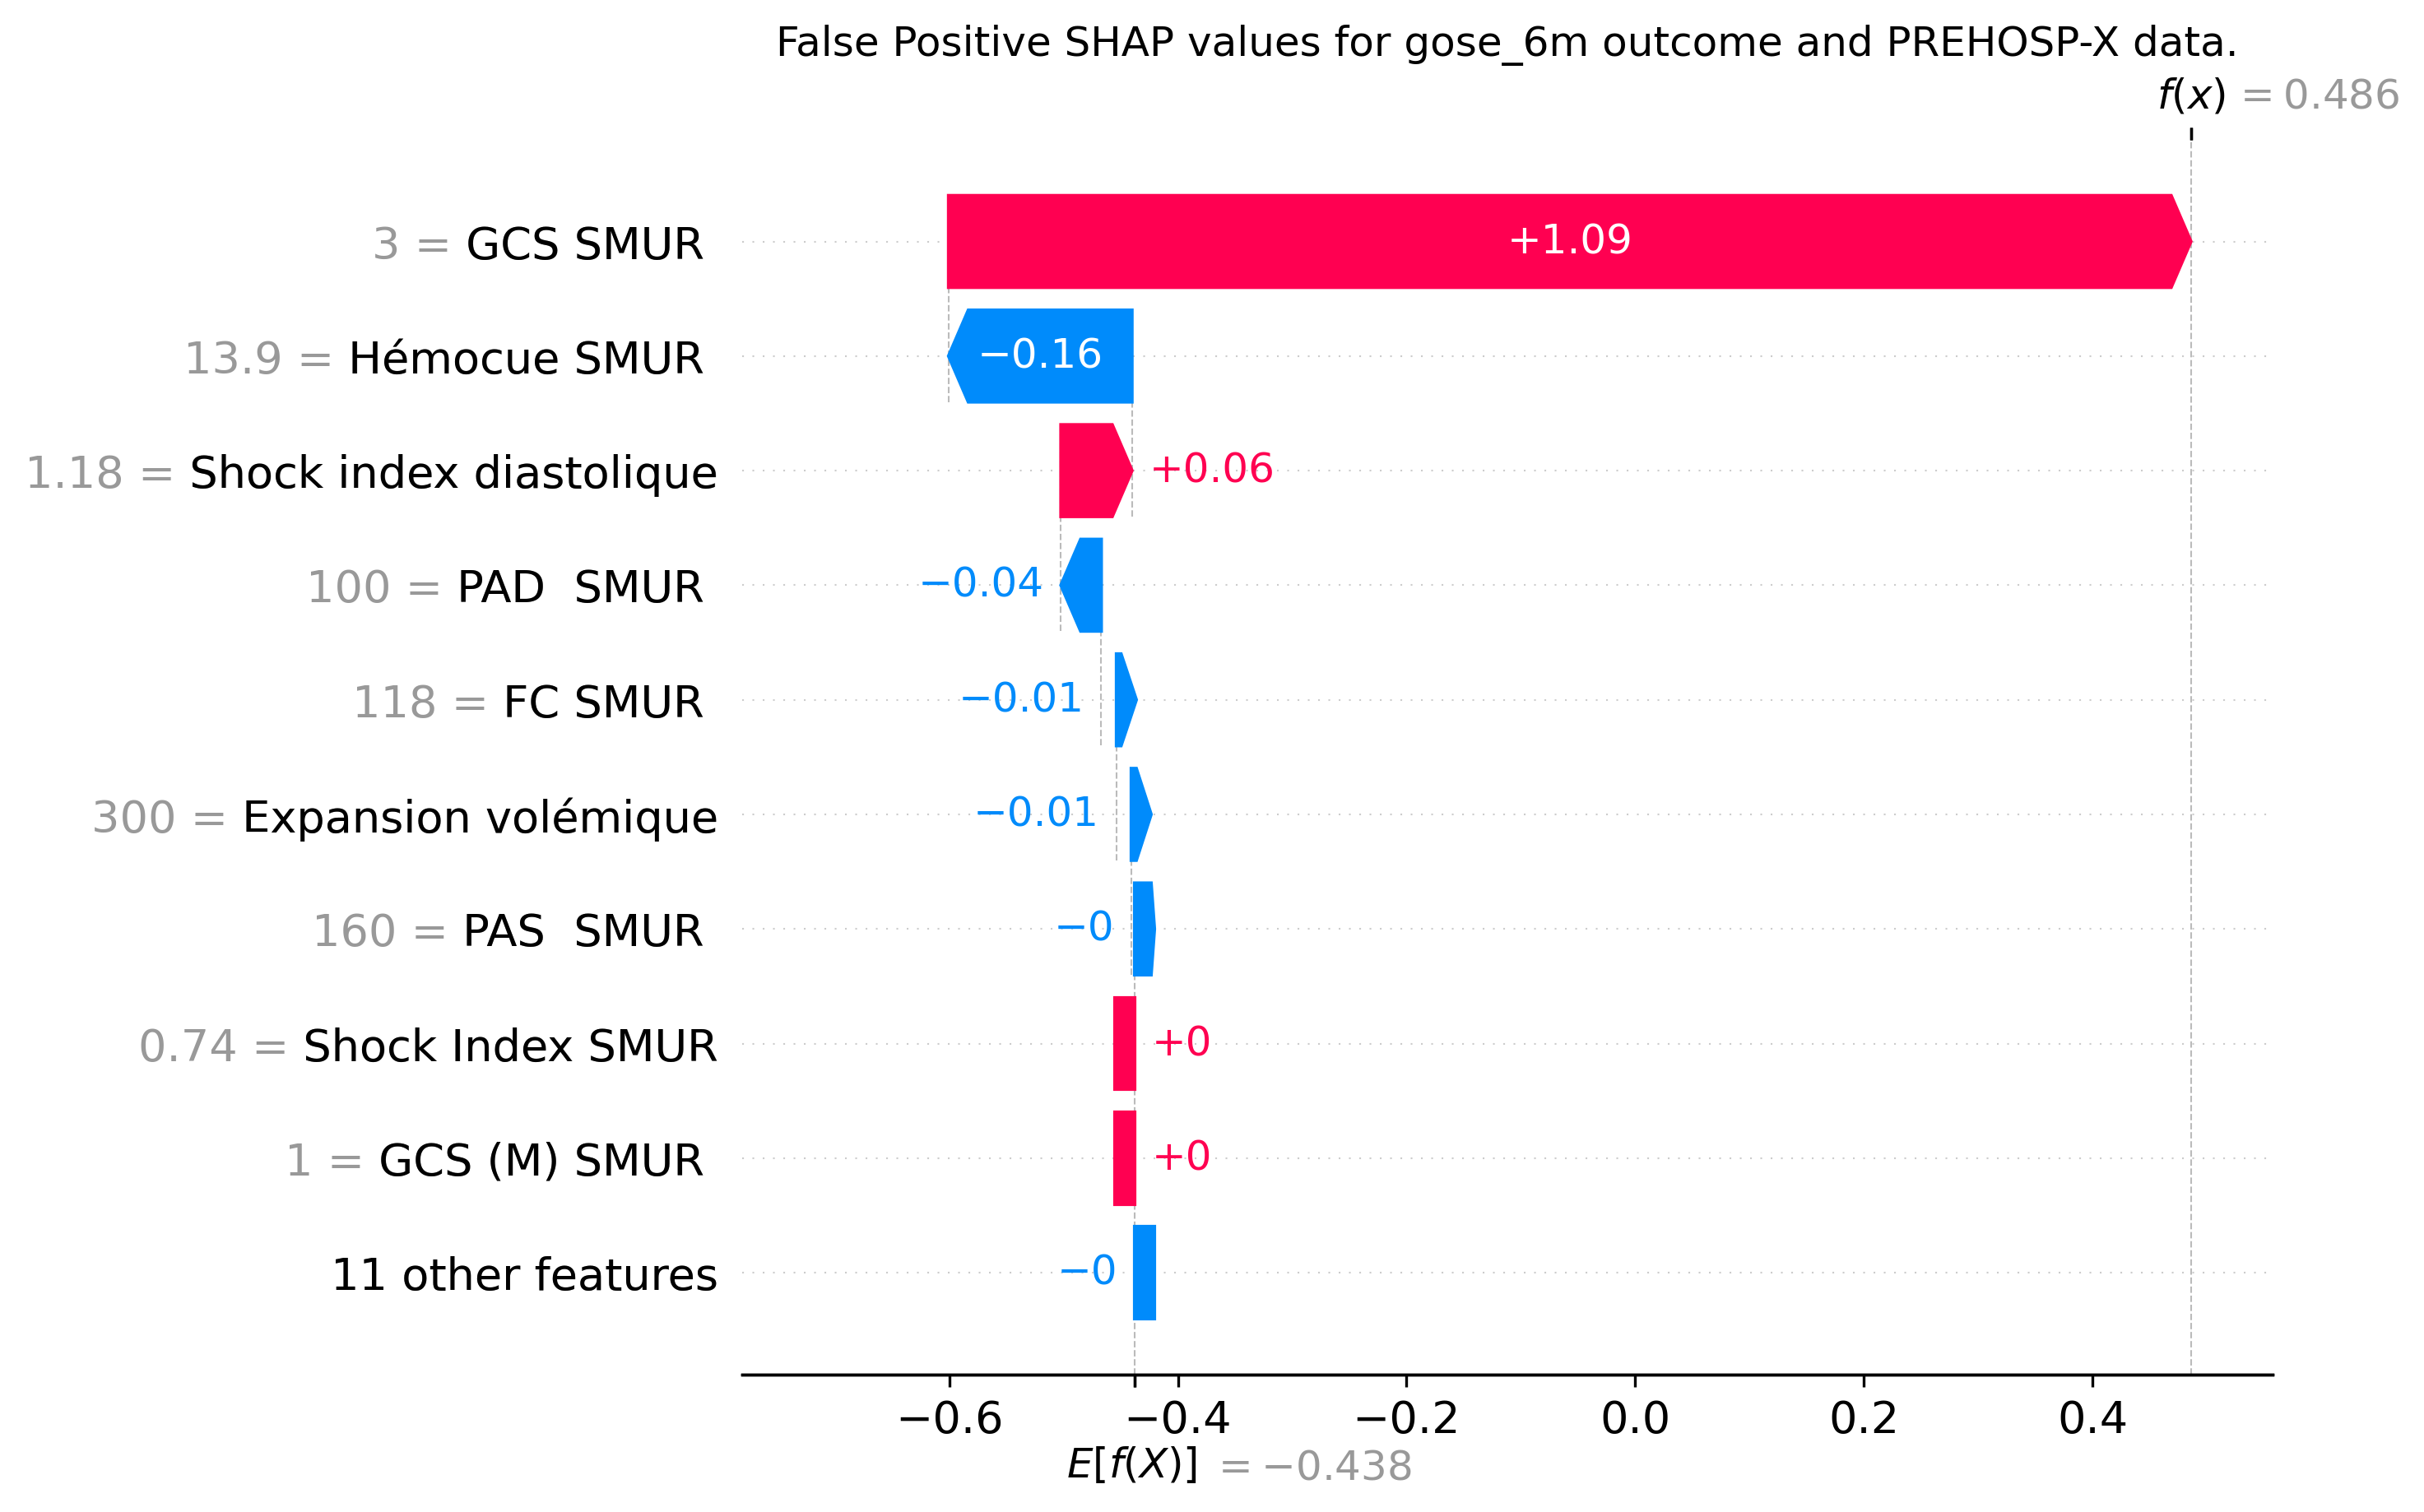 False Positive SHAP values for gose_6m outcome and PREHOSP-X data.
f(x) = 0.486
3 = GCS SMUR +1.09
13.9 = Hémocue SMUR −0.16
1.18 = Shock index diastolique +0.06
100 = PAD  SMUR −0.04
118 = FC SMUR −0.01
300 = Expansion volémique −0.01
160 = PAS  SMUR −0
0.74 = Shock Index SMUR +0
1 = GCS (M) SMUR +0
11 other features −0
−0.6 −0.4 −0.2 0.0 0.2 0.4
E[f(X)] = −0.438